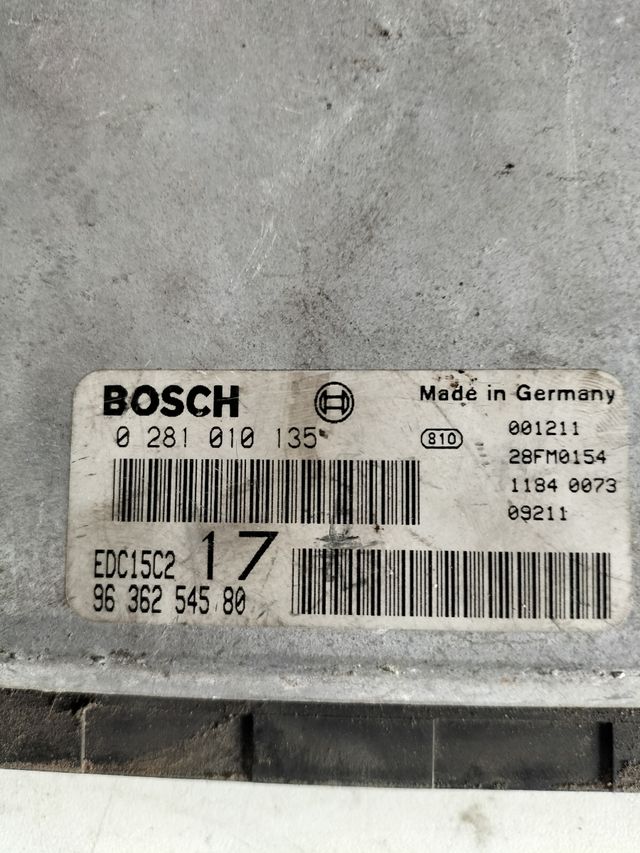 BOSCH
Made in Germany
0 281 010 135
810
001211
28FM0154
1184 0073
09211
EDC15C2 17
96 362 545 80